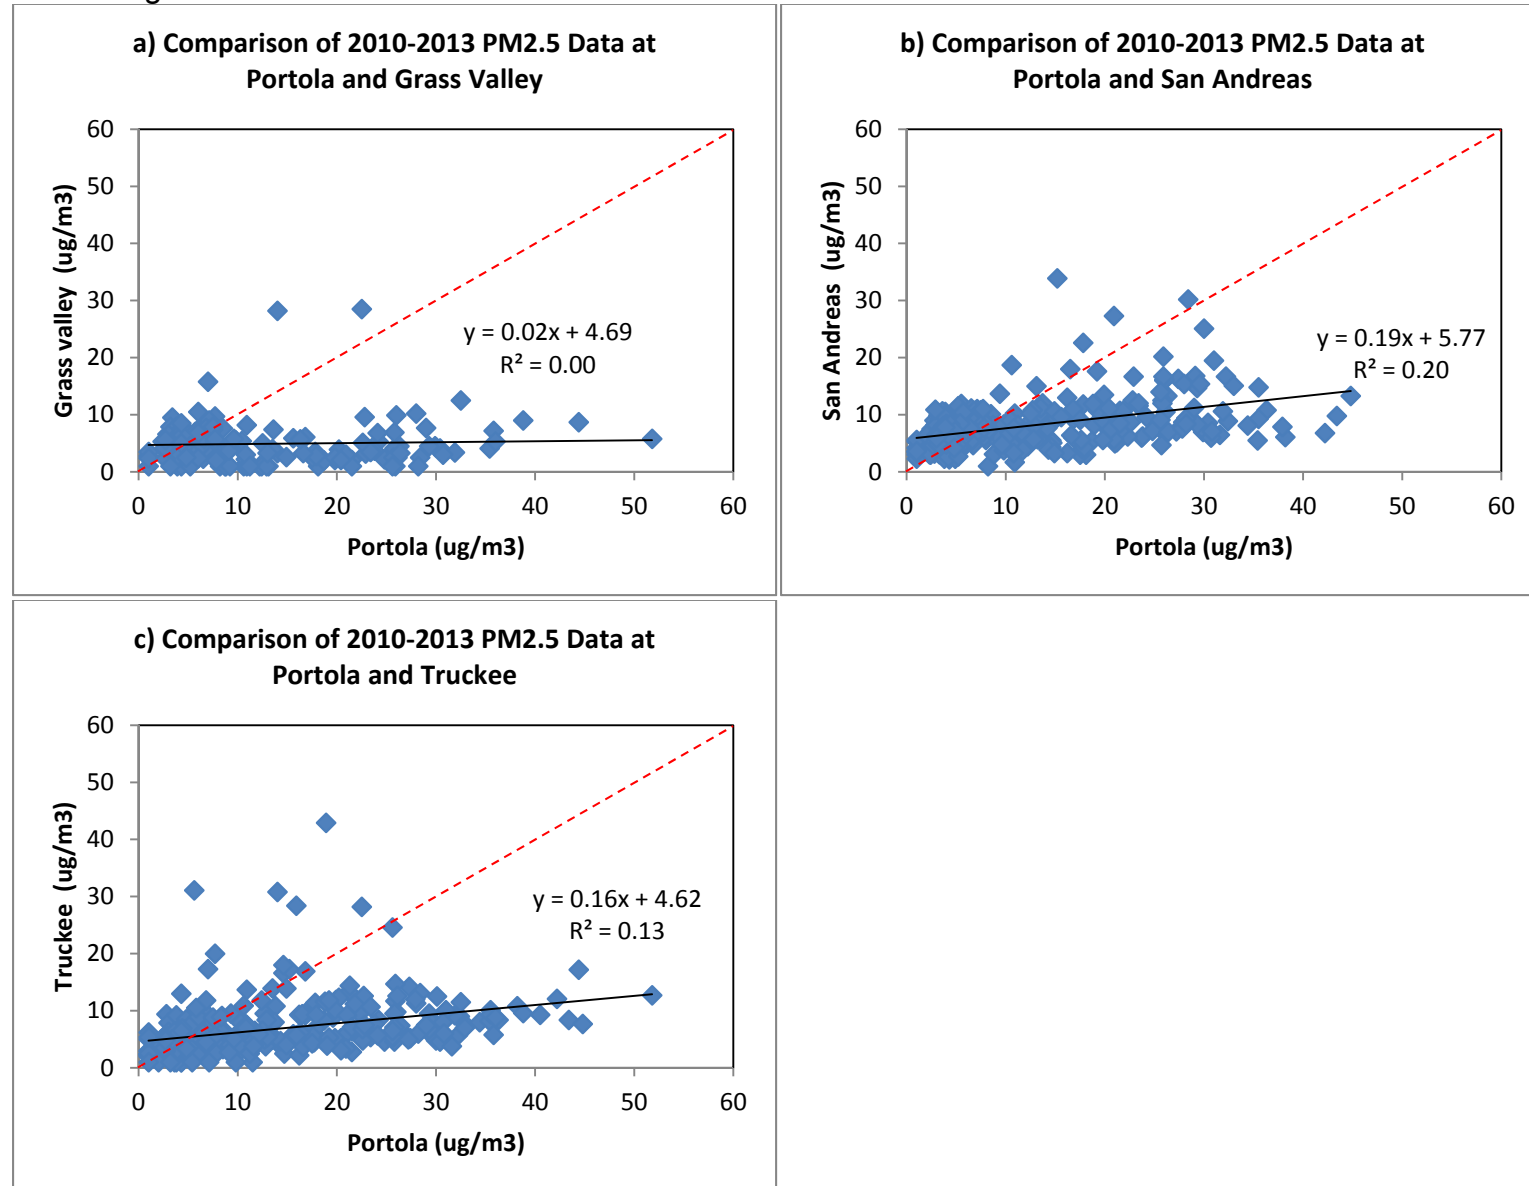 a) Comparison of 2010-2013 PM2.5 Data at
Portola and Grass Valley
60
50
40
30
20
10
0
Grass valley (ug/m3)
y = 0.02x + 4.69
R² = 0.00
0 10 20 30 40 50 60
Portola (ug/m3)
b) Comparison of 2010-2013 PM2.5 Data at
Portola and San Andreas
60
50
40
30
20
10
0
San Andreas (ug/m3)
y = 0.19x + 5.77
R² = 0.20
0 10 20 30 40 50 60
Portola (ug/m3)
c) Comparison of 2010-2013 PM2.5 Data at
Portola and Truckee
60
50
40
30
20
10
0
Truckee (ug/m3)
y = 0.16x + 4.62
R² = 0.13
0 10 20 30 40 50 60
Portola (ug/m3)